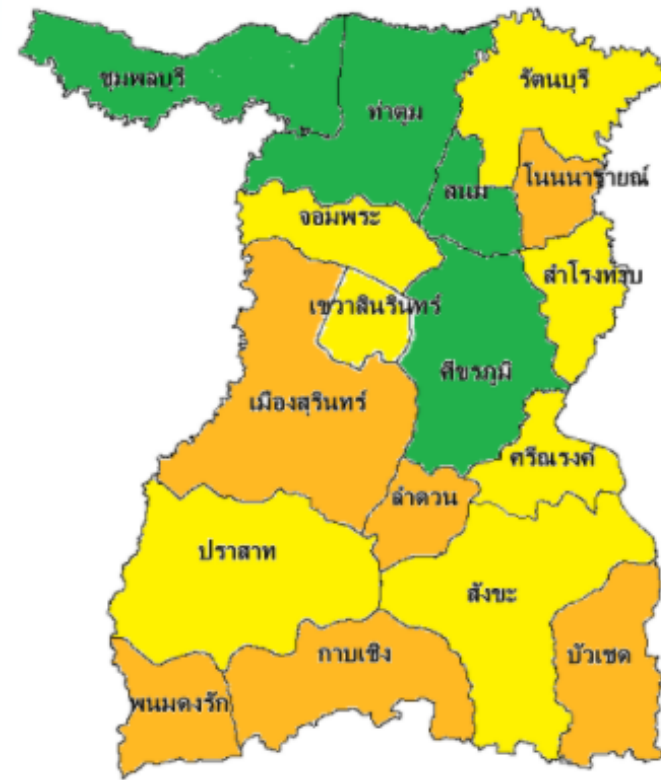 ชุมพลบุรี
รัตนบุรี
ท่าตูม
สนม
โนนนารายณ์
จอมพระ
สำโรงทาบ
เขวาสินรินทร์
ศีขรภูมิ
เมืองสุรินทร์
ศรีณรงค์
ลำดวน
ปราสาท
สังขะ
กาบเชิง
บัวเชด
พนมดงรัก